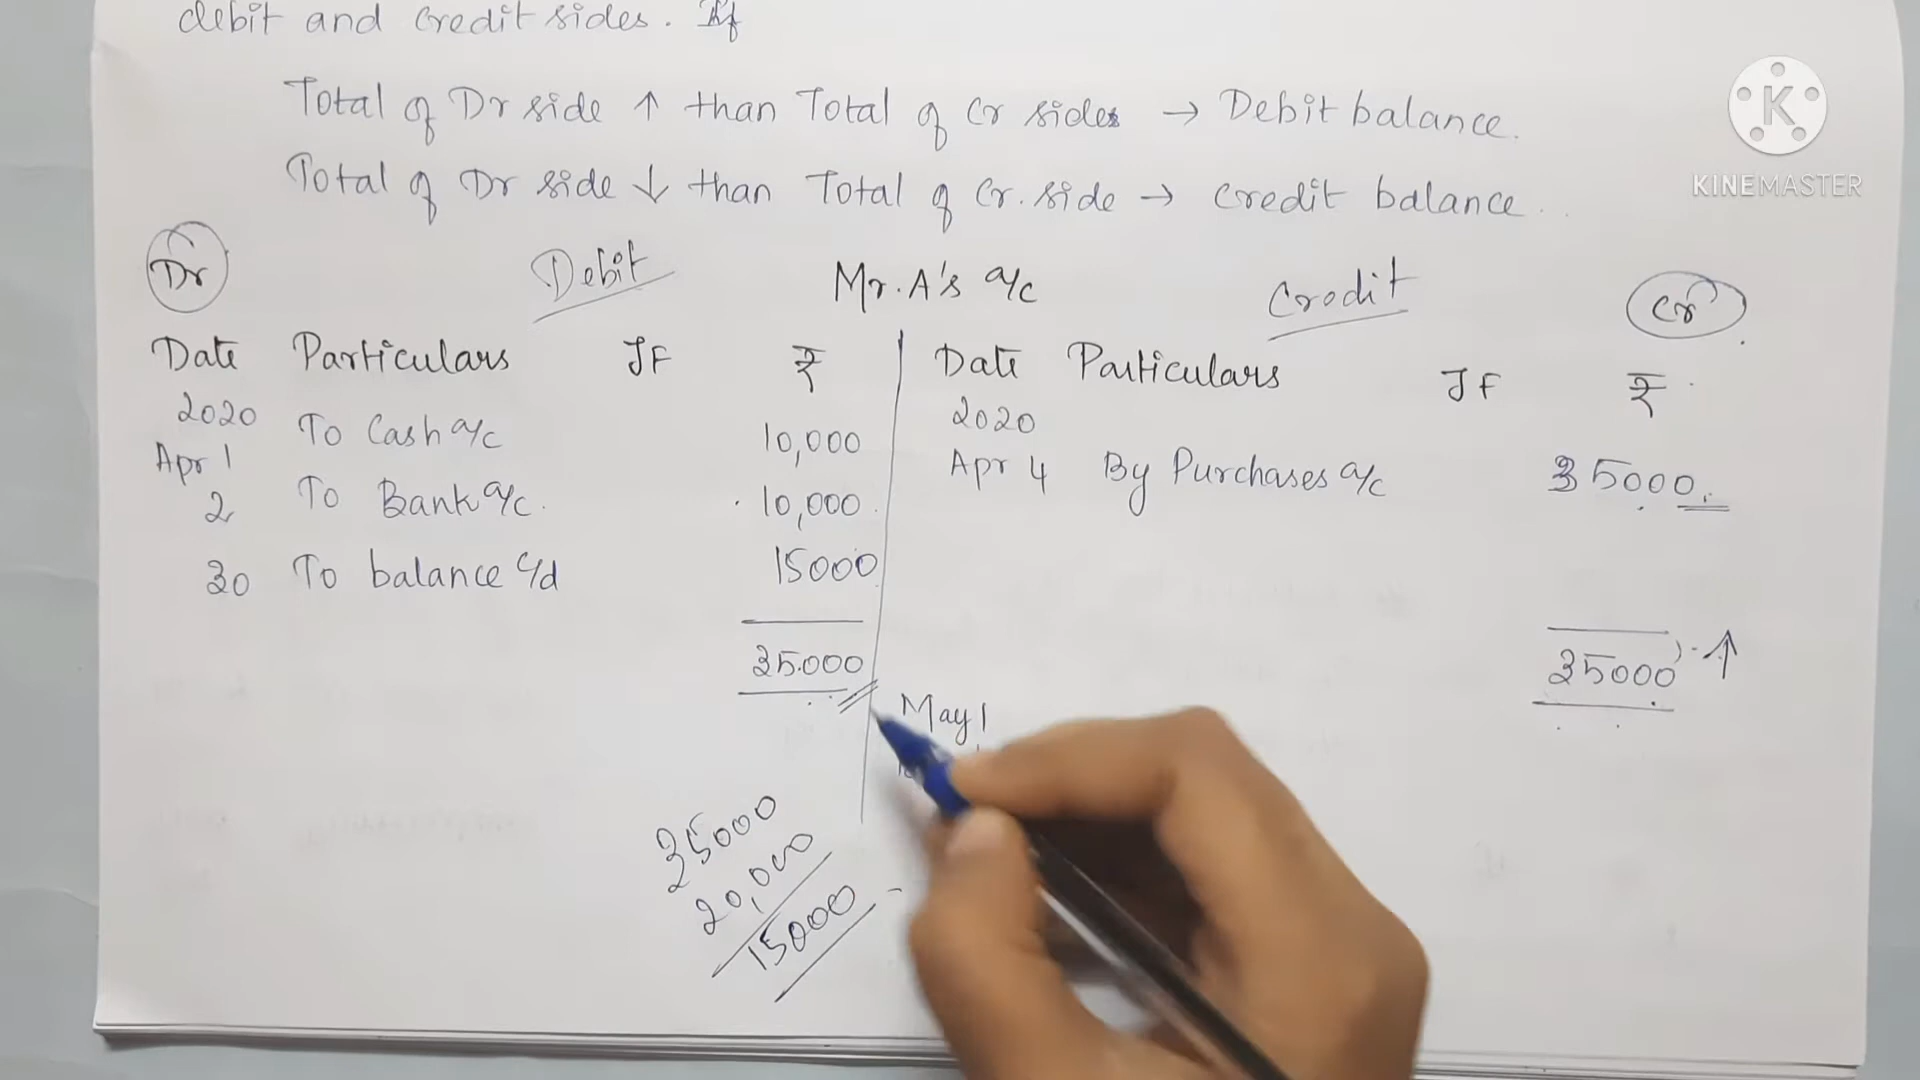 debit and credit sides. If
Total of Dr side ↑ than Total of Cr sides → Debit balance.
Total of Dr side ↓ than Total of Cr. side → credit balance.
KINEMASTER
Dr Debit Mr. A's a/c Credit Cr
Date Particulars JF ₹ Date Particulars JF ₹
2020 To Cash a/c 10,000 2020
Apr 1 Apr 4 By Purchases a/c 35000.
2 To Bank a/c. 10,000
30 To balance c/d 15000
35000 35000 ↑
May 1
35000
20,000
15000